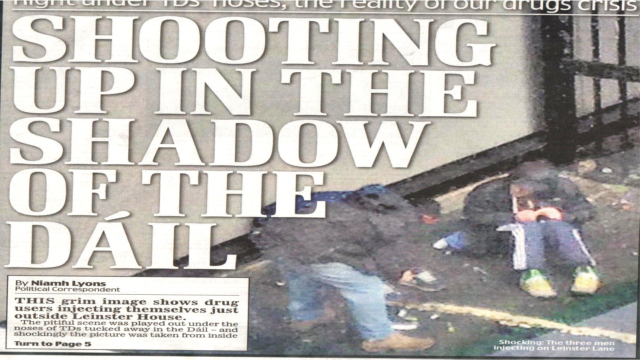 night under TDs' noses, the reality of our drugs crisis
SHOOTING
UP IN THE
SHADOW
OF THE
DÁIL
By Niamh Lyons
Political Correspondent
THIS grim image shows drug
users injecting themselves just
outside Leinster House.
The pitiful scene was played out under the
noses of TDs tucked away in the Dáil – and
shockingly the picture was taken from inside
Turn to Page 5
Shocking: The three men
injecting on Leinster Lane